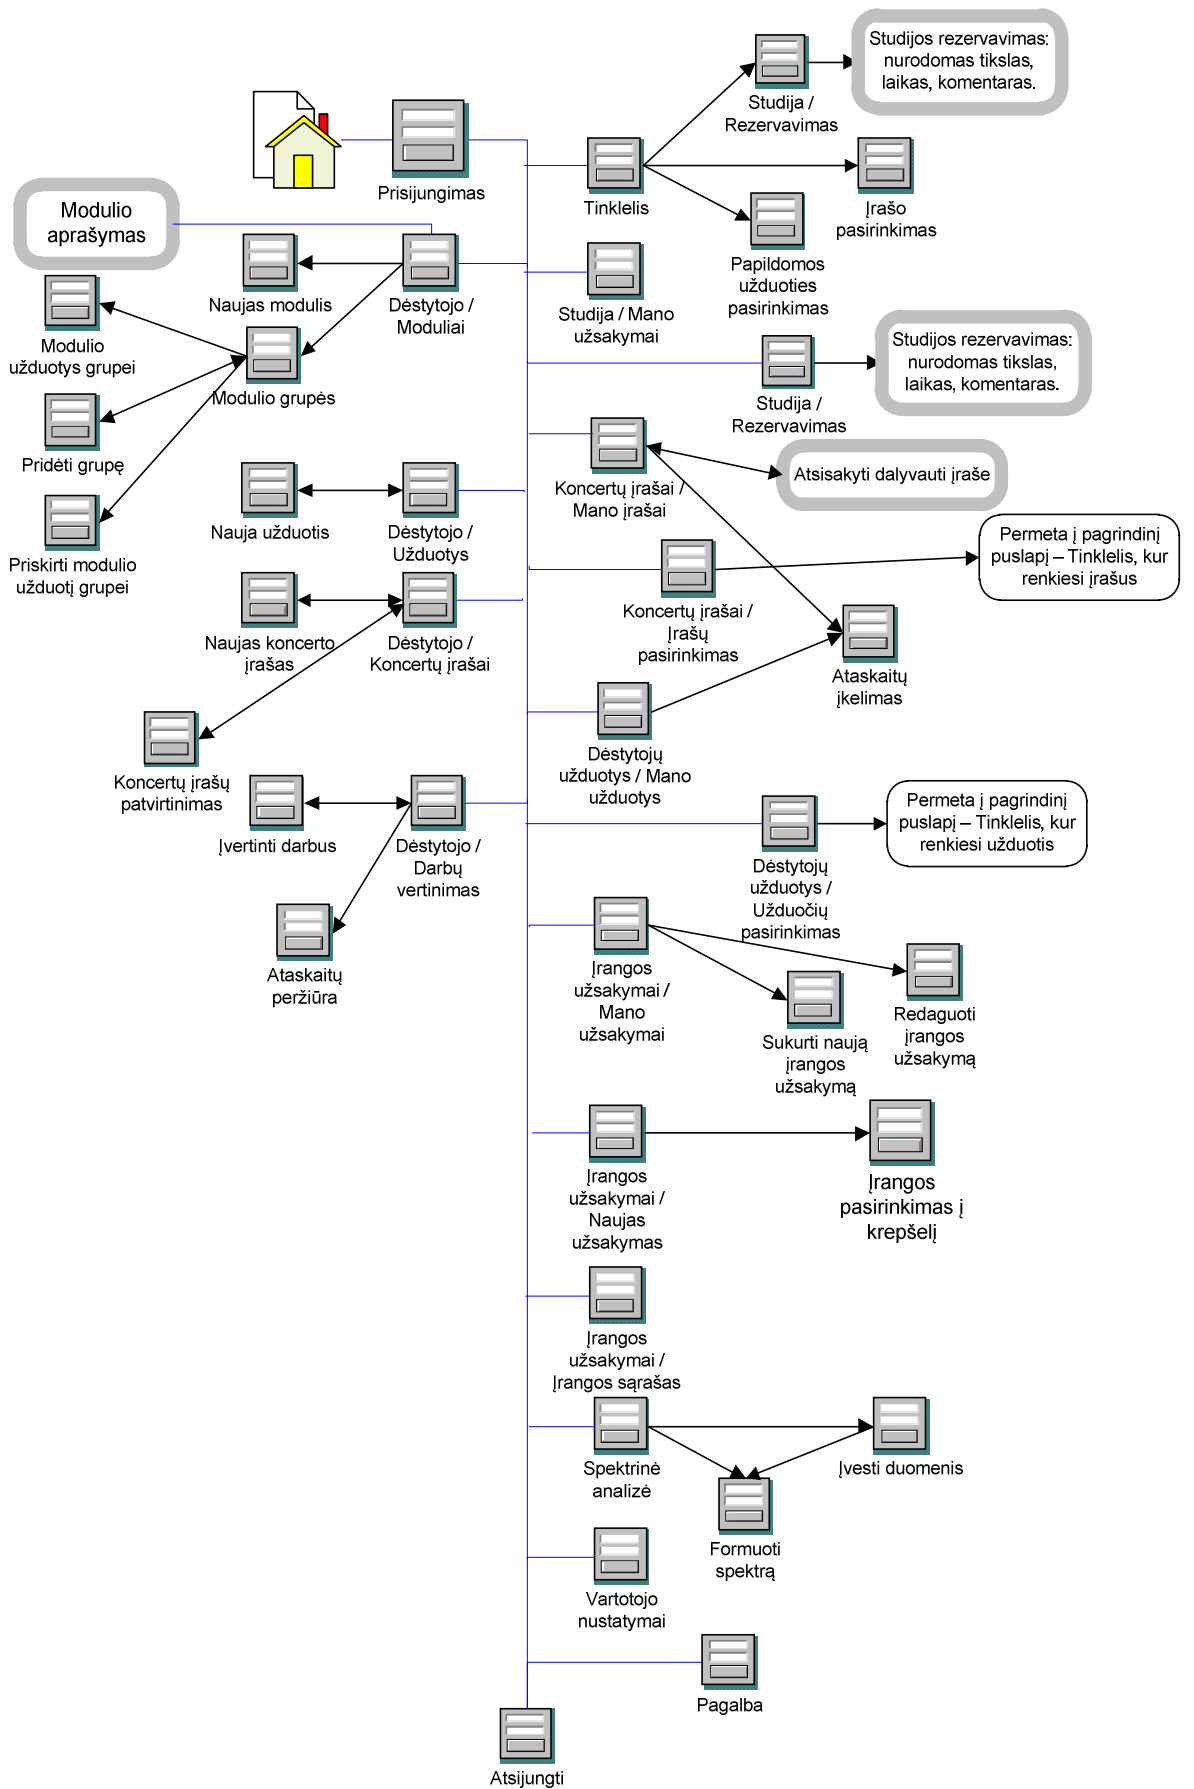 Studijos rezervavimas:
nurodomas tikslas,
laikas, komentaras.
Studija /
Rezervavimas
Prisijungimas
Tinklelis
Įrašo
pasirinkimas
Papildomos
užduoties
pasirinkimas
Modulio
aprašymas
Naujas modulis
Dėstytojo /
Moduliai
Studija / Mano
užsakymai
Modulio
užduotys grupei
Modulio grupės
Studijos rezervavimas:
nurodomas tikslas,
laikas, komentaras.
Studija /
Rezervavimas
Pridėti grupę
Koncertų įrašai /
Mano įrašai
Atsisakyti dalyvauti įraše
Nauja užduotis
Dėstytojo /
Užduotys
Priskirti modulio
užduotį grupei
Permeta į pagrindinį
puslapį – Tinklelis, kur
renkiesi įrašus
Koncertų įrašai /
Įrašų
pasirinkimas
Naujas koncerto
įrašas
Dėstytojo /
Koncertų įrašai
Ataskaitų
įkelimas
Dėstytojų
užduotys / Mano
užduotys
Koncertų įrašų
patvirtinimas
Įvertinti darbus
Dėstytojo /
Darbų
vertinimas
Permeta į pagrindinį
puslapį – Tinklelis, kur
renkiesi užduotis
Dėstytojų
užduotys /
Užduočių
pasirinkimas
Ataskaitų
peržiūra
Įrangos
užsakymai /
Mano
užsakymai
Redaguoti
įrangos
užsakymą
Sukurti naują
įrangos
užsakymą
Įrangos
užsakymai /
Naujas
užsakymas
Įrangos
pasirinkimas į
krepšelį
Įrangos
užsakymai /
Įrangos sąrašas
Spektrinė
analizė
Įvesti duomenis
Formuoti
spektrą
Vartotojo
nustatymai
Pagalba
Atsijungti